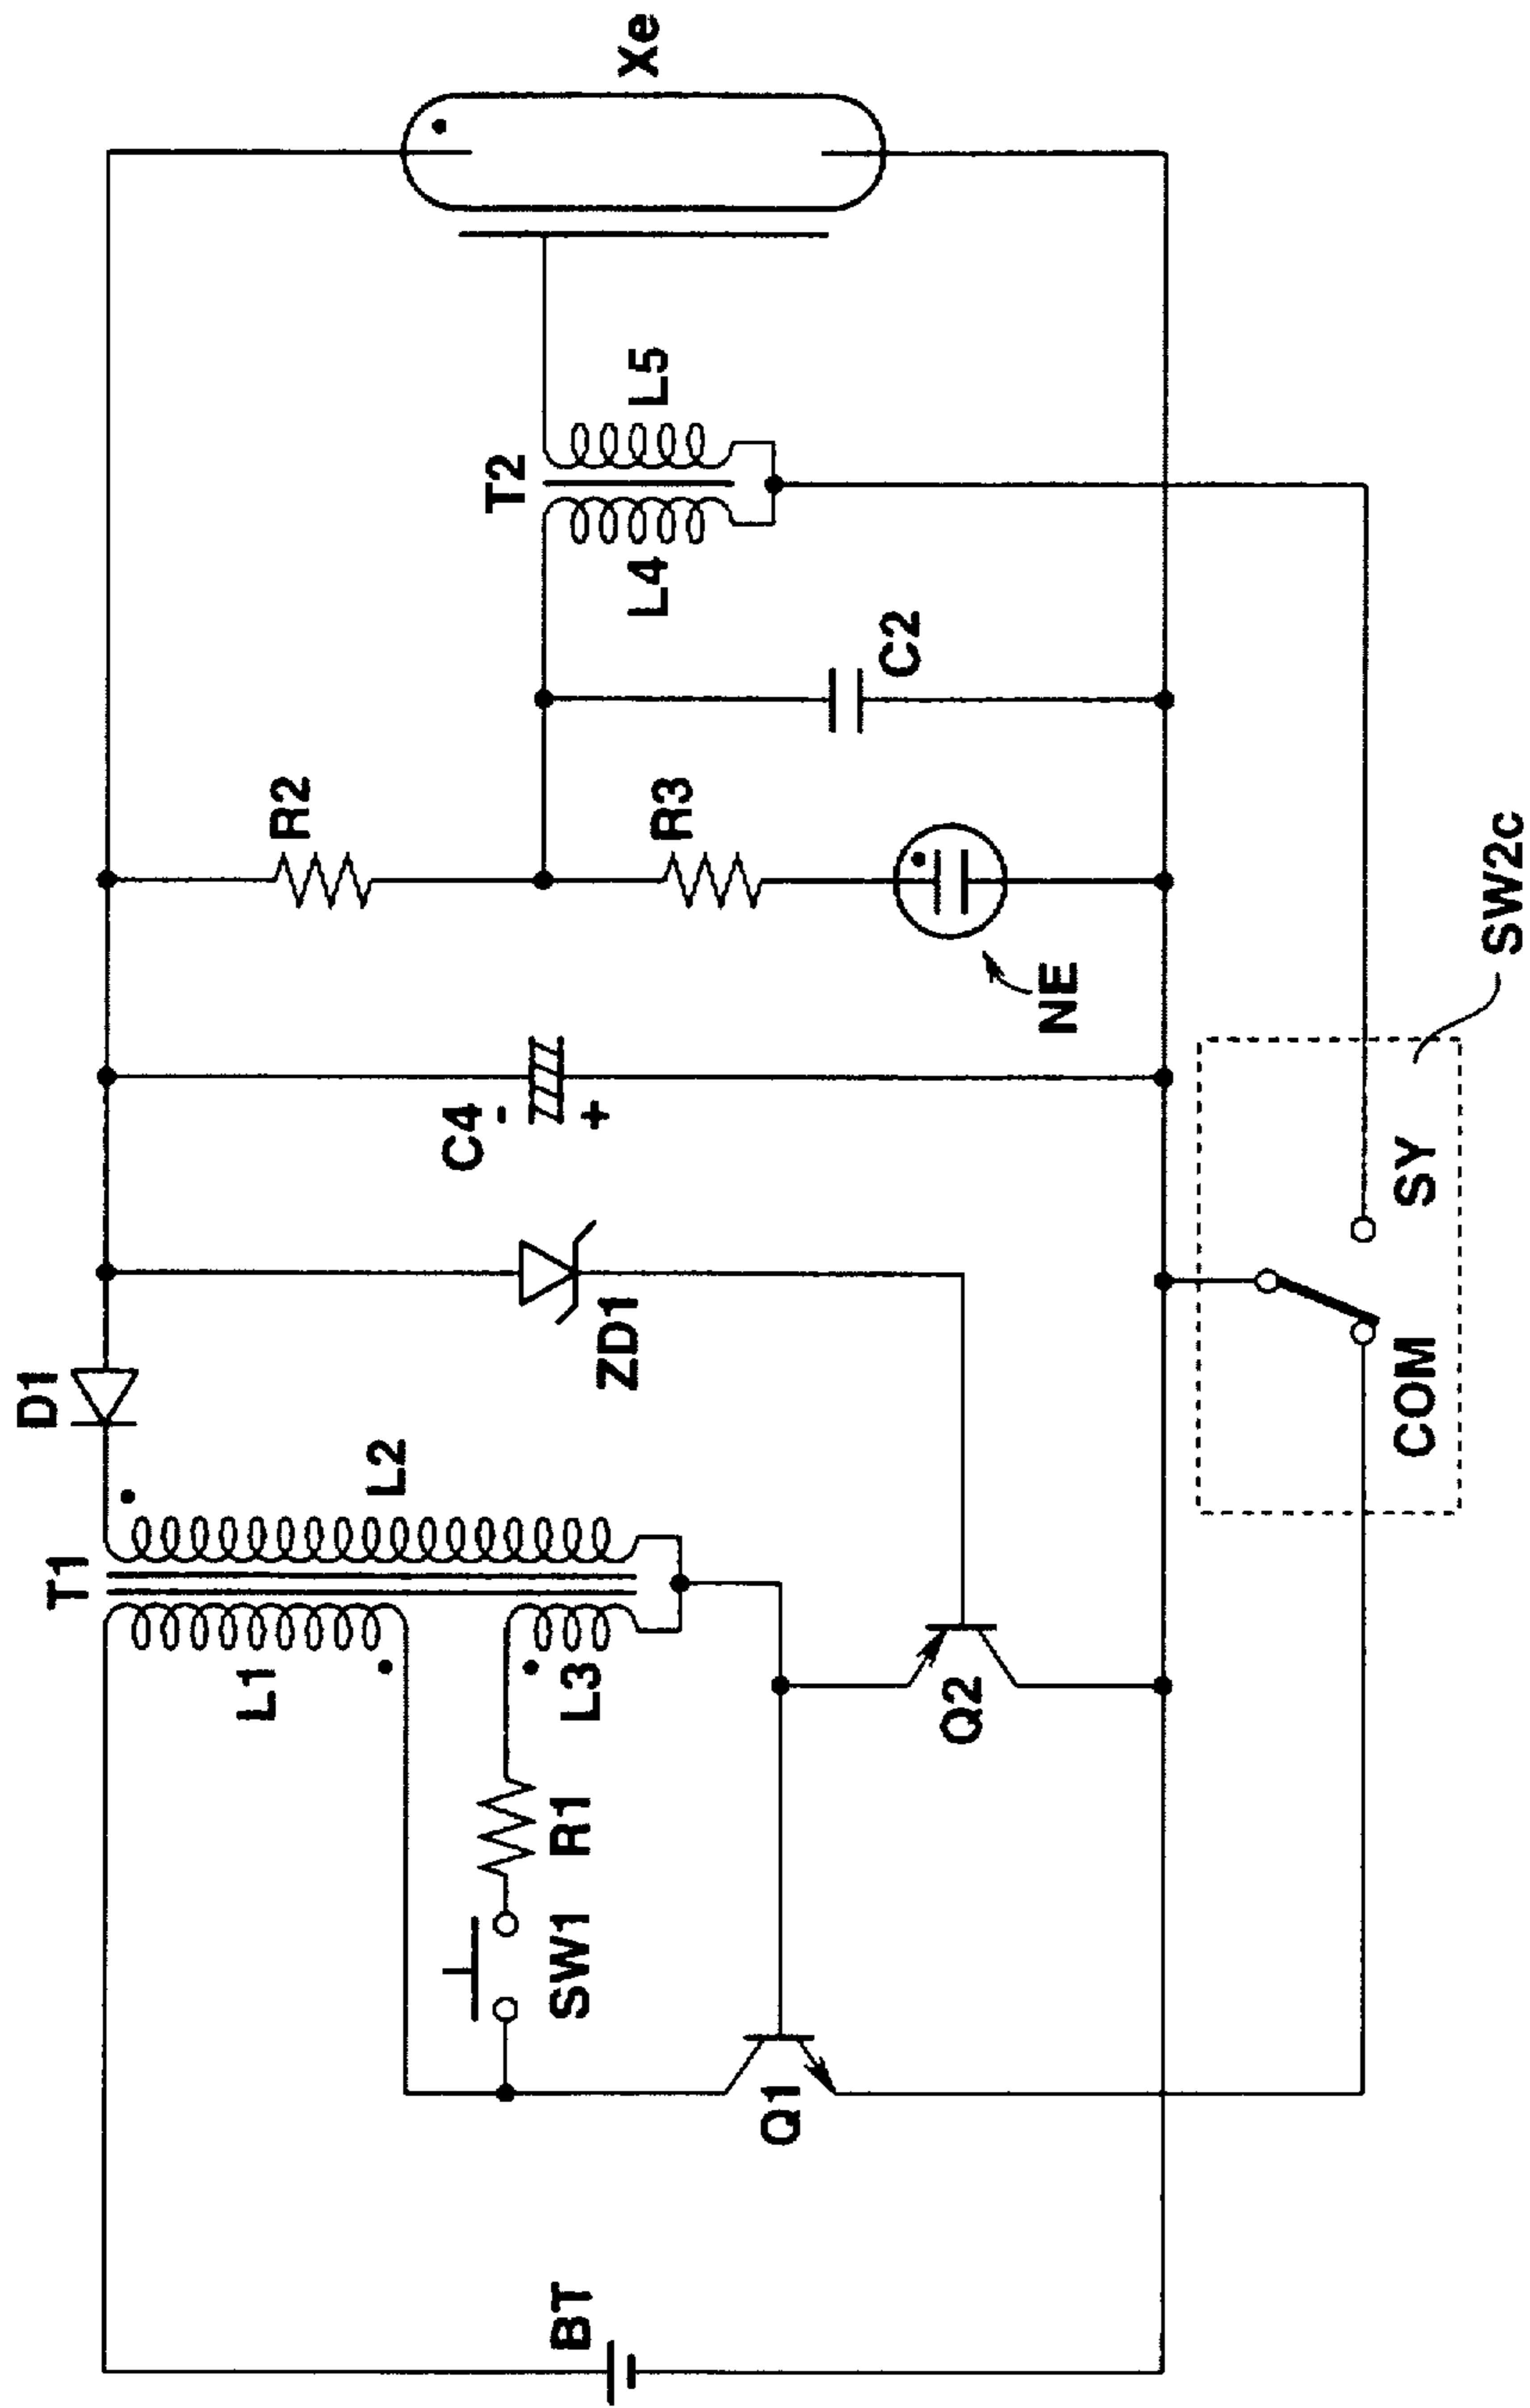 T1
D1
R2
T2
Xe
L1
L2
C4
-
+
L4
L5
BT
SW1
R1
L3
ZD1
R3
C2
Q1
Q2
NE
COM
SY
SW2c